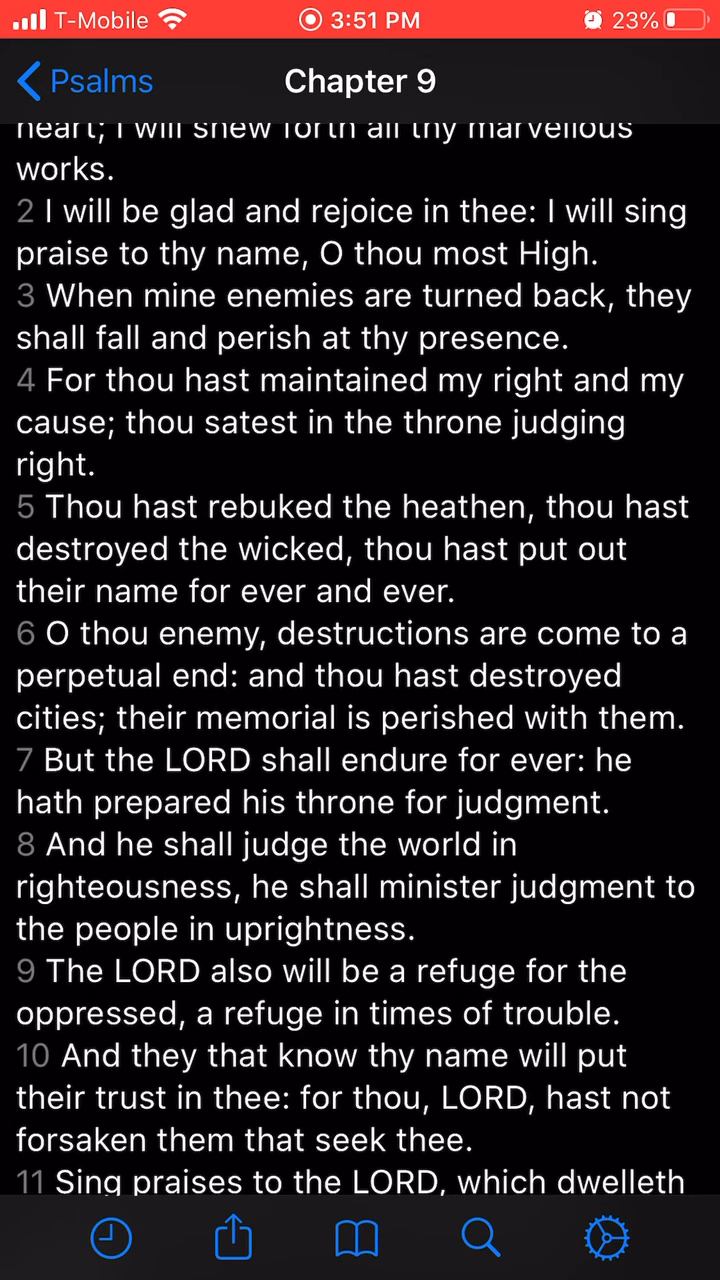 T-Mobile 3:51 PM 23%
Psalms Chapter 9
heart; I will shew forth all thy marvellous
works.
2 I will be glad and rejoice in thee: I will sing
praise to thy name, O thou most High.
3 When mine enemies are turned back, they
shall fall and perish at thy presence.
4 For thou hast maintained my right and my
cause; thou satest in the throne judging
right.
5 Thou hast rebuked the heathen, thou hast
destroyed the wicked, thou hast put out
their name for ever and ever.
6 O thou enemy, destructions are come to a
perpetual end: and thou hast destroyed
cities; their memorial is perished with them.
7 But the LORD shall endure for ever: he
hath prepared his throne for judgment.
8 And he shall judge the world in
righteousness, he shall minister judgment to
the people in uprightness.
9 The LORD also will be a refuge for the
oppressed, a refuge in times of trouble.
10 And they that know thy name will put
their trust in thee: for thou, LORD, hast not
forsaken them that seek thee.
11 Sing praises to the LORD, which dwelleth